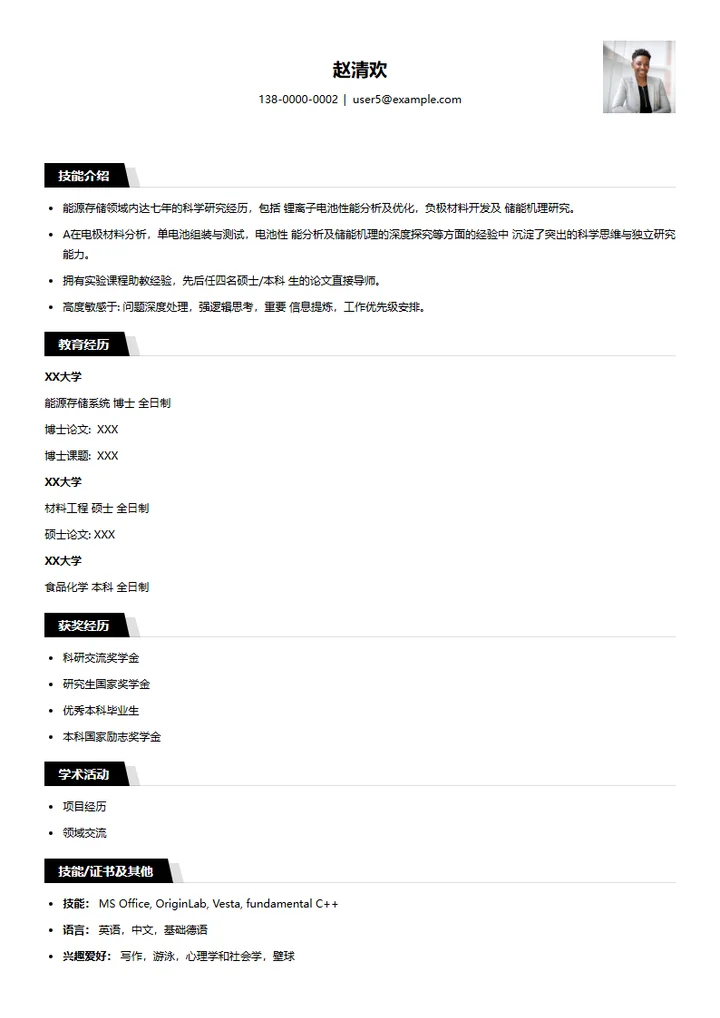 赵清欢
138-0000-0002 | user5@example.com
技能介绍
• 能源存储领域内达七年的科学研究经历，包括 锂离子电池性能分析及优化，负极材料开发及 储能机理研究。
• A在电极材料分析，单电池组装与测试，电池性 能分析及储能机理的深度探究等方面的经验中 沉淀了突出的科学思维与独立研究
能力。
• 拥有实验课程助教经验，先后任四名硕士/本科 生的论文直接导师。
• 高度敏感于: 问题深度处理，强逻辑思考，重要 信息提炼，工作优先级安排。
教育经历
XX大学
能源存储系统 博士 全日制
博士论文: XXX
博士课题: XXX
XX大学
材料工程 硕士 全日制
硕士论文: XXX
XX大学
食品化学 本科 全日制
获奖经历
• 科研交流奖学金
• 研究生国家奖学金
• 优秀本科毕业生
• 本科国家励志奖学金
学术活动
• 项目经历
• 领域交流
技能/证书及其他
• 技能： MS Office, OriginLab, Vesta, fundamental C++
• 语言： 英语，中文，基础德语
• 兴趣爱好： 写作，游泳，心理学和社会学，壁球